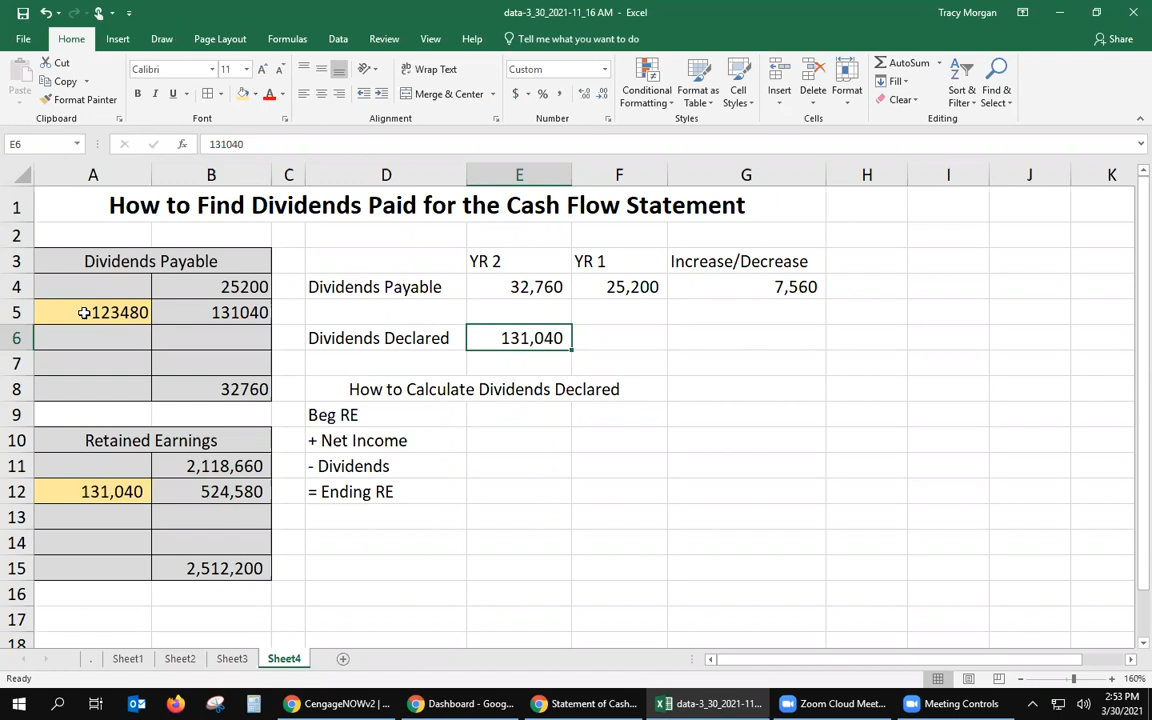 data-3_30_2021-11_16 AM - Excel
Tracy Morgan
File Home Insert Draw Page Layout Formulas Data Review View Help Tell me what you want to do Share
Paste
Cut
Copy
Format Painter
Calibri 11
B I U
Wrap Text
Merge & Center
Custom
$ % ,
Conditional Formatting
Format as Table
Cell Styles
Insert Delete Format
AutoSum
Fill
Clear
Sort & Filter
Find & Select
Clipboard Font Alignment Number Styles Cells Editing
E6 fx 131040
A B C D E F G H I J K
1 How to Find Dividends Paid for the Cash Flow Statement
2
3 Dividends Payable YR 2 YR 1 Increase/Decrease
4 25200 Dividends Payable 32,760 25,200 7,560
5 123480 131040
6 Dividends Declared 131,040
7
8 32760 How to Calculate Dividends Declared
9 Beg RE
10 Retained Earnings + Net Income
11 2,118,660 - Dividends
12 131,040 524,580 = Ending RE
13
14
15 2,512,200
16
17
18
. Sheet1 Sheet2 Sheet3 Sheet4
Ready 160%
CengageNOWv2 | ... Dashboard - Goog... Statement of Cash... data-3_30_2021-11... Zoom Cloud Meet... Meeting Controls 2:53 PM
3/30/2021